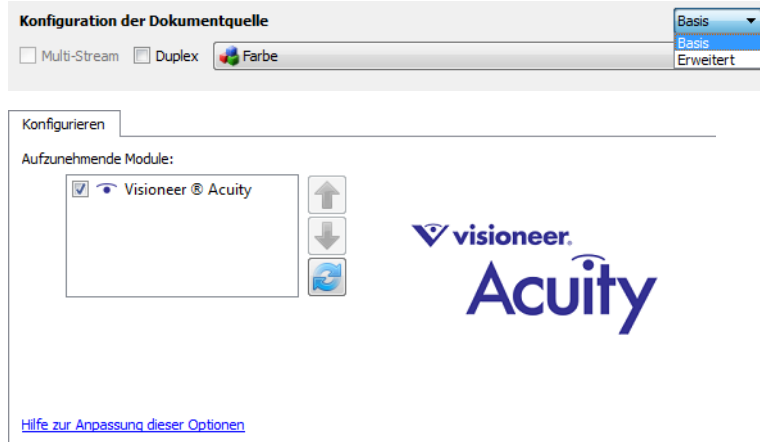 Konfiguration der Dokumentquelle
Basis
Basis
Erweitert
Multi-Stream Duplex Farbe
Konfigurieren
Aufzunehmende Module:
Visioneer ® Acuity
visioneer.
Acuity
Hilfe zur Anpassung dieser Optionen